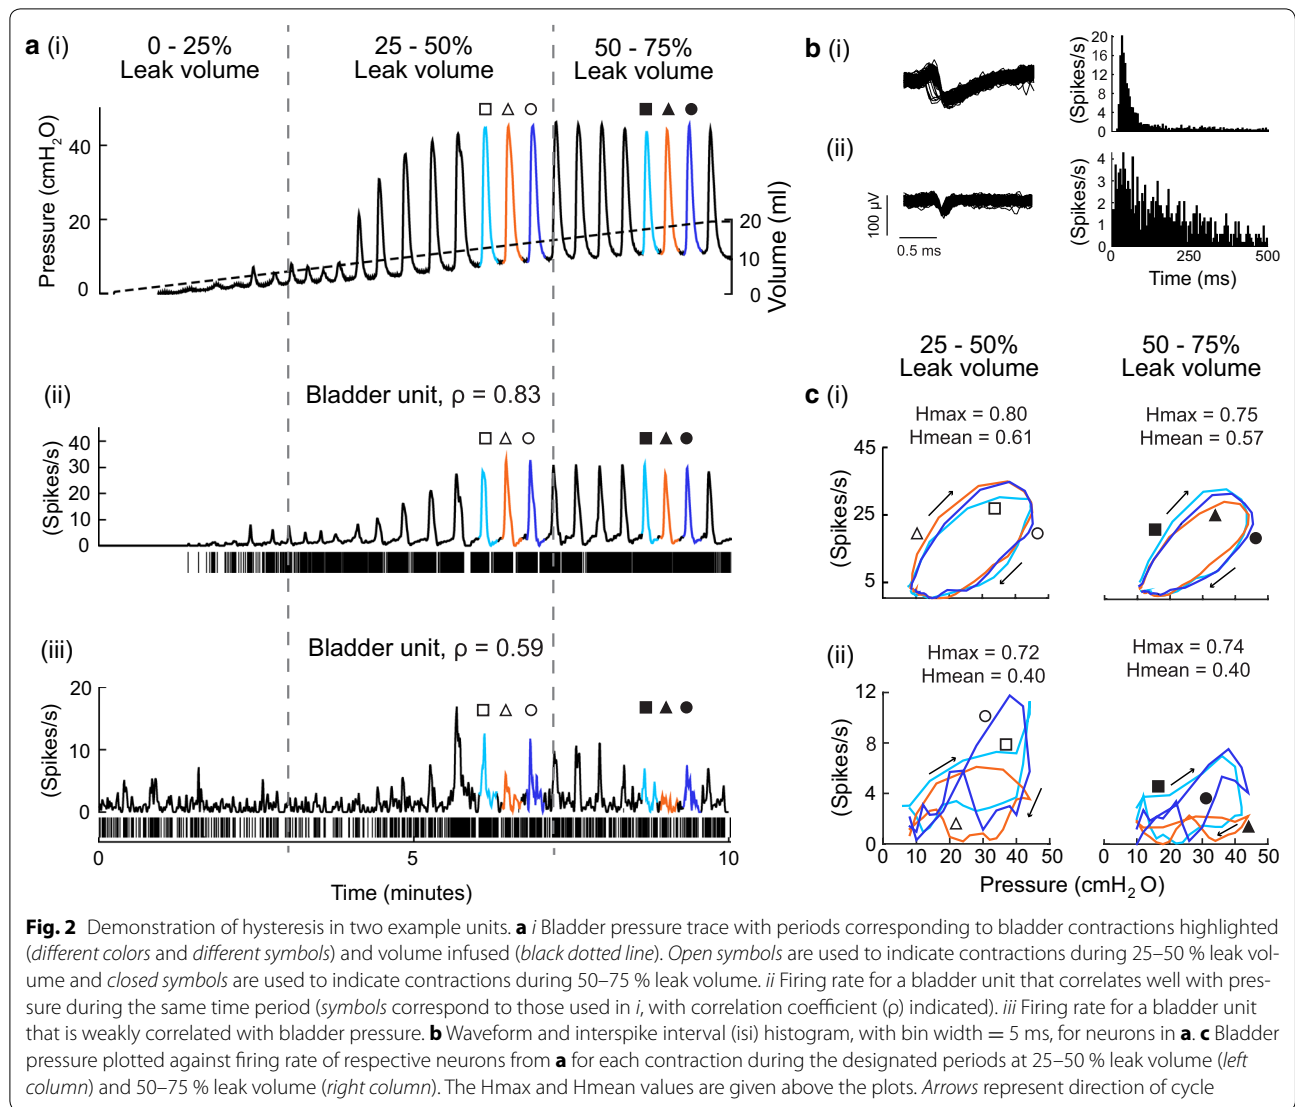 a (i)
0 - 25%
Leak volume
25 - 50%
Leak volume
50 - 75%
Leak volume
Pressure (cmH2O)
40
20
0
20
10
0
Volume (ml)
(ii)
Bladder unit, ρ = 0.83
(Spikes/s)
40
30
20
10
0
(iii)
Bladder unit, ρ = 0.59
(Spikes/s)
20
10
0
0
5
10
Time (minutes)
b (i)
100 µV
0.5 ms
(Spikes/s)
20
16
12
8
4
0
(ii)
(Spikes/s)
4
3
2
1
0
0
250
500
Time (ms)
25 - 50%
Leak volume
50 - 75%
Leak volume
c (i)
Hmax = 0.80
Hmean = 0.61
Hmax = 0.75
Hmean = 0.57
(Spikes/s)
45
25
5
(ii)
Hmax = 0.72
Hmean = 0.40
Hmax = 0.74
Hmean = 0.40
(Spikes/s)
12
8
4
0
0 10 20 30 40 50
0 10 20 30 40 50
Pressure (cmH2 O)
Fig. 2 Demonstration of hysteresis in two example units. a i Bladder pressure trace with periods corresponding to bladder contractions highlighted
(different colors and different symbols) and volume infused (black dotted line). Open symbols are used to indicate contractions during 25–50 % leak vol-
ume and closed symbols are used to indicate contractions during 50–75 % leak volume. ii Firing rate for a bladder unit that correlates well with pres-
sure during the same time period (symbols correspond to those used in i, with correlation coefficient (ρ) indicated). iii Firing rate for a bladder unit
that is weakly correlated with bladder pressure. b Waveform and interspike interval (isi) histogram, with bin width = 5 ms, for neurons in a. c Bladder
pressure plotted against firing rate of respective neurons from a for each contraction during the designated periods at 25–50 % leak volume (left
column) and 50–75 % leak volume (right column). The Hmax and Hmean values are given above the plots. Arrows represent direction of cycle